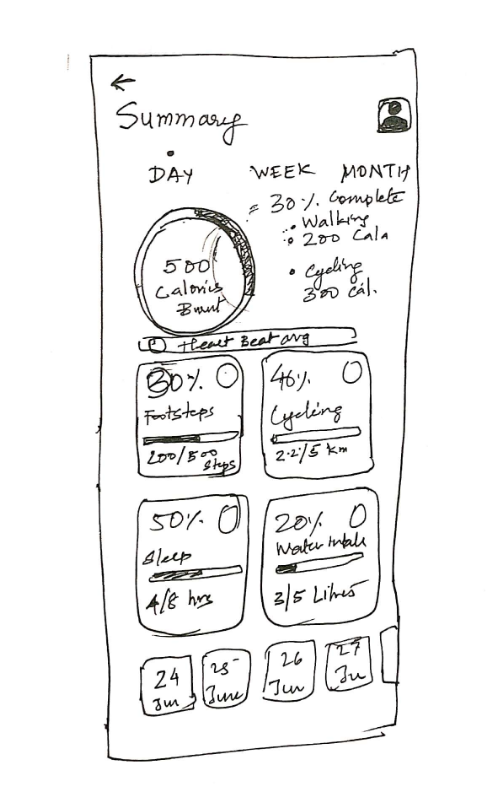 Summary
DAY WEEK MONTH
= 30% Complete
• Walking
200 Cala
• Cycling
300 cal.
500
Calories
Burnt
Heart Beat avg
30%
Footsteps
200/500
Steps
46%
Cycling
2.2/5 km
50%
Sleep
4/8 hrs
20%
Water intake
3/5 Litres
24
Jun
25
June
26
Jun
27
Ju